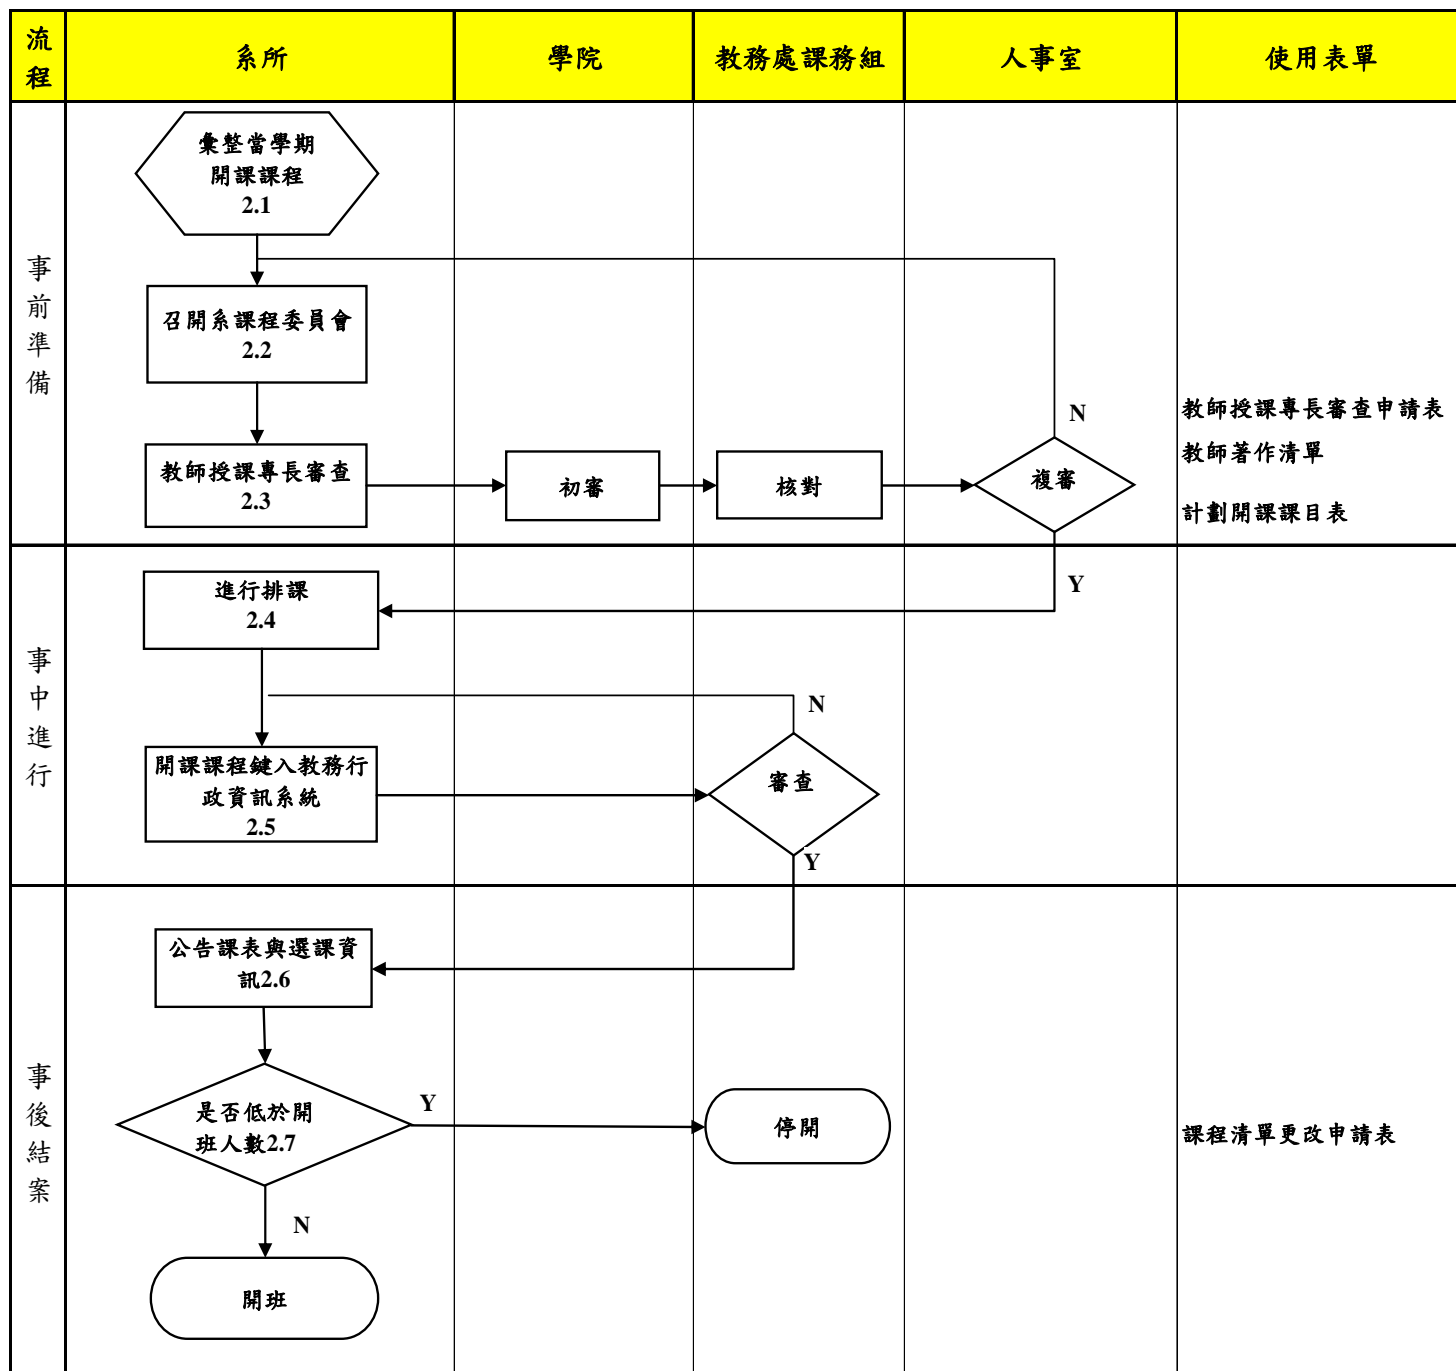 流
程
系所
學院
教務處課務組
人事室
使用表單
事
前
準
備
彙整當學期
開課課程
2.1
召開系課程委員會
2.2
教師授課專長審查
2.3
初審
核對
複審
N
教師授課專長審查申請表
教師著作清單
計劃開課課目表
事
中
進
行
進行排課
2.4
Y
開課課程鍵入教務行
政資訊系統
2.5
N
審查
Y
事
後
結
案
公告課表與選課資
訊2.6
是否低於開
班人數2.7
Y
停開
課程清單更改申請表
N
開班